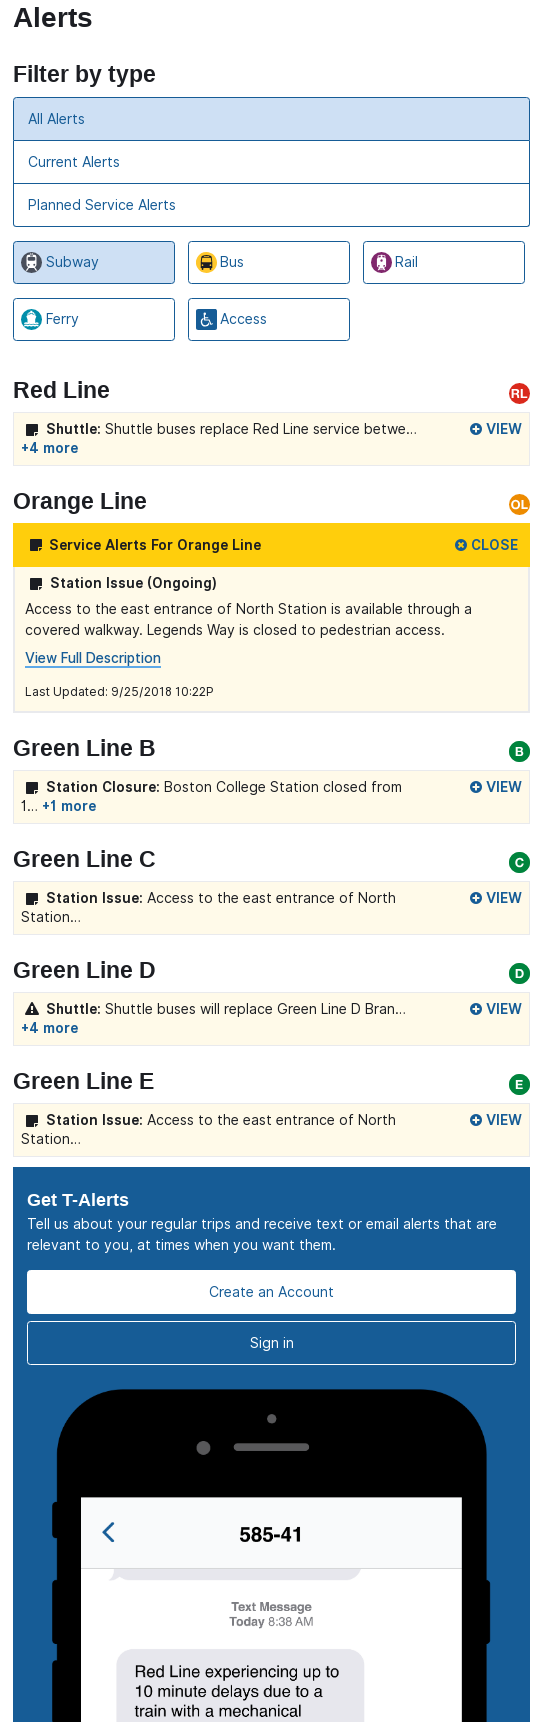 Alerts
Filter by type
All Alerts
Current Alerts
Planned Service Alerts
Subway
Bus
Rail
Ferry
Access
Red Line
RL
Shuttle: Shuttle buses replace Red Line service betwe…
VIEW
+4 more
Orange Line
OL
Service Alerts For Orange Line
CLOSE
Station Issue (Ongoing)
Access to the east entrance of North Station is available through a
covered walkway. Legends Way is closed to pedestrian access.
View Full Description
Last Updated: 9/25/2018 10:22P
Green Line B
B
Station Closure: Boston College Station closed from
VIEW
1… +1 more
Green Line C
C
Station Issue: Access to the east entrance of North
VIEW
Station…
Green Line D
D
Shuttle: Shuttle buses will replace Green Line D Bran…
VIEW
+4 more
Green Line E
E
Station Issue: Access to the east entrance of North
VIEW
Station…
Get T-Alerts
Tell us about your regular trips and receive text or email alerts that are
relevant to you, at times when you want them.
Create an Account
Sign in
585-41
Text Message
Today 8:38 AM
Red Line experiencing up to
10 minute delays due to a
train with a mechanical